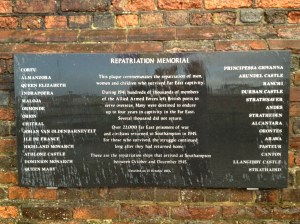 REPATRIATION MEMORIAL
CORFU
ALMANZORA
QUEEN ELIZABETH
INDRAPOERA
MALOJA
ORDUNA
ORION
CHITRAL
JOHAN VAN OLDENBARNEVELT
ILE DE FRANCE
HIGHLAND MONARCH
ATHLONE CASTLE
DOMINION MONARCH
QUEEN MARY
This plaque commemorates the repatriation of men
women and children who survived far East captivity.
During 1941 hundreds of thousands of members
of the Allied Armed forces left British ports to
serve overseas. Many were destined to endure
up to four years in captivity in the far East.
Several thousand did not return.
Over 22,000 far East prisoners of war
and civilians returned to Southampton in 1945.
for those who survived, the struggle continued
long after they had returned home.
These are the repatriation ships that arrived at Southampton
between October and December 1945.
PRINCIPESSA GIOVANNA
ARUNDEL CASTLE
RANCHI
DURBAN CASTLE
STRATHNAVER
ANDES
STRATHEDEN
ALCANTARA
ORONTES
ARAWA
PASTEUR
CANTON
LLANGIBBY CASTLE
STRATHAIRD